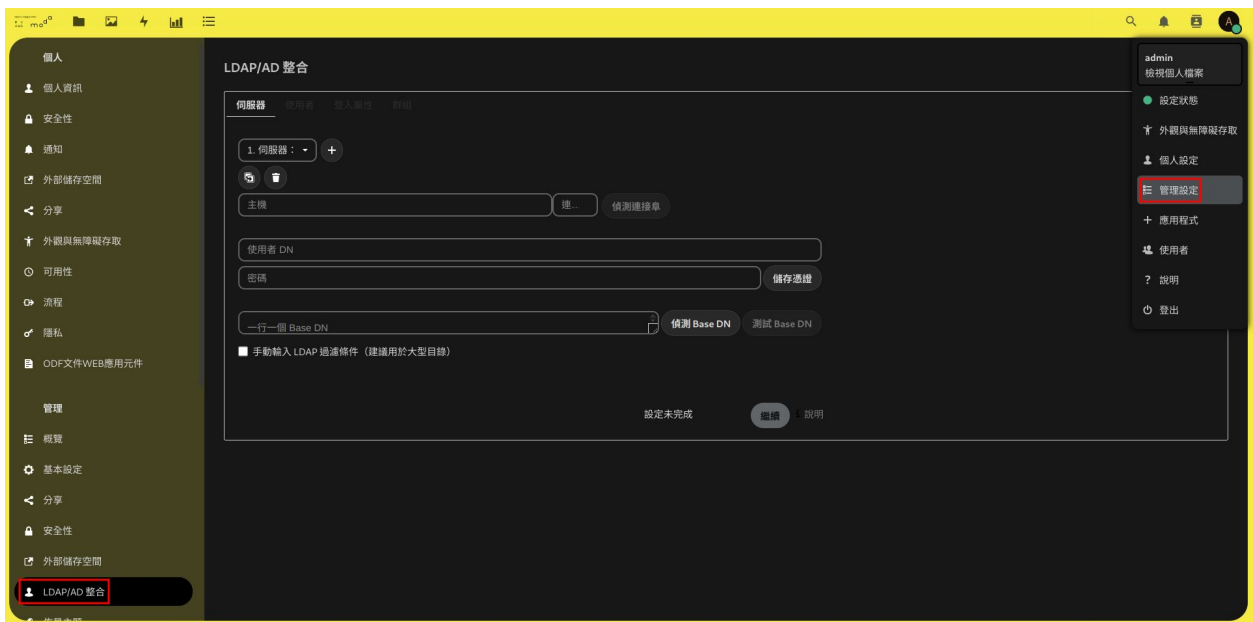 個人
個人資訊
安全性
通知
外部儲存空間
分享
外觀與無障礙存取
可用性
流程
隱私
ODF文件WEB應用元件
管理
概覽
基本設定
分享
安全性
外部儲存空間
LDAP/AD 整合
LDAP/AD 整合
伺服器 使用者 登入屬性 群組
1. 伺服器：
主機 連... 偵測連接阜
使用者 DN
密碼 儲存憑證
一行一個 Base DN 偵測 Base DN 測試 Base DN
手動輸入 LDAP 過濾條件（建議用於大型目錄）
設定未完成 繼續 說明
A
admin
檢視個人檔案
設定狀態
外觀與無障礙存取
個人設定
管理設定
應用程式
使用者
說明
登出